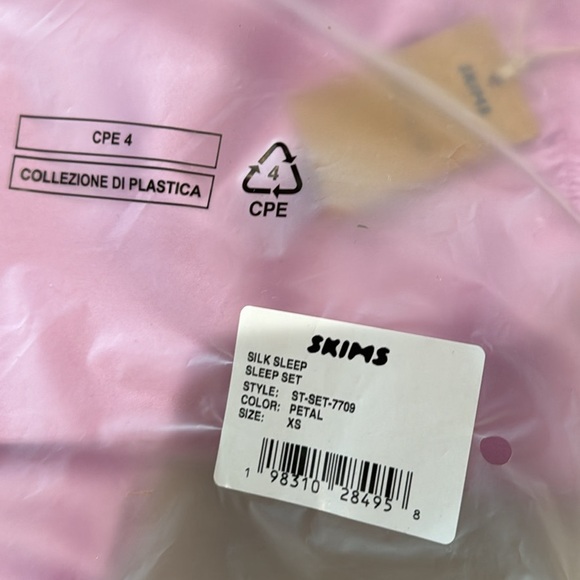 CPE 4
COLLEZIONE DI PLASTICA
4
CPE
SKIMS
SILK SLEEP
SLEEP SET
STYLE: ST-SET-7709
COLOR: PETAL
SIZE: XS
1 98310 28495 8